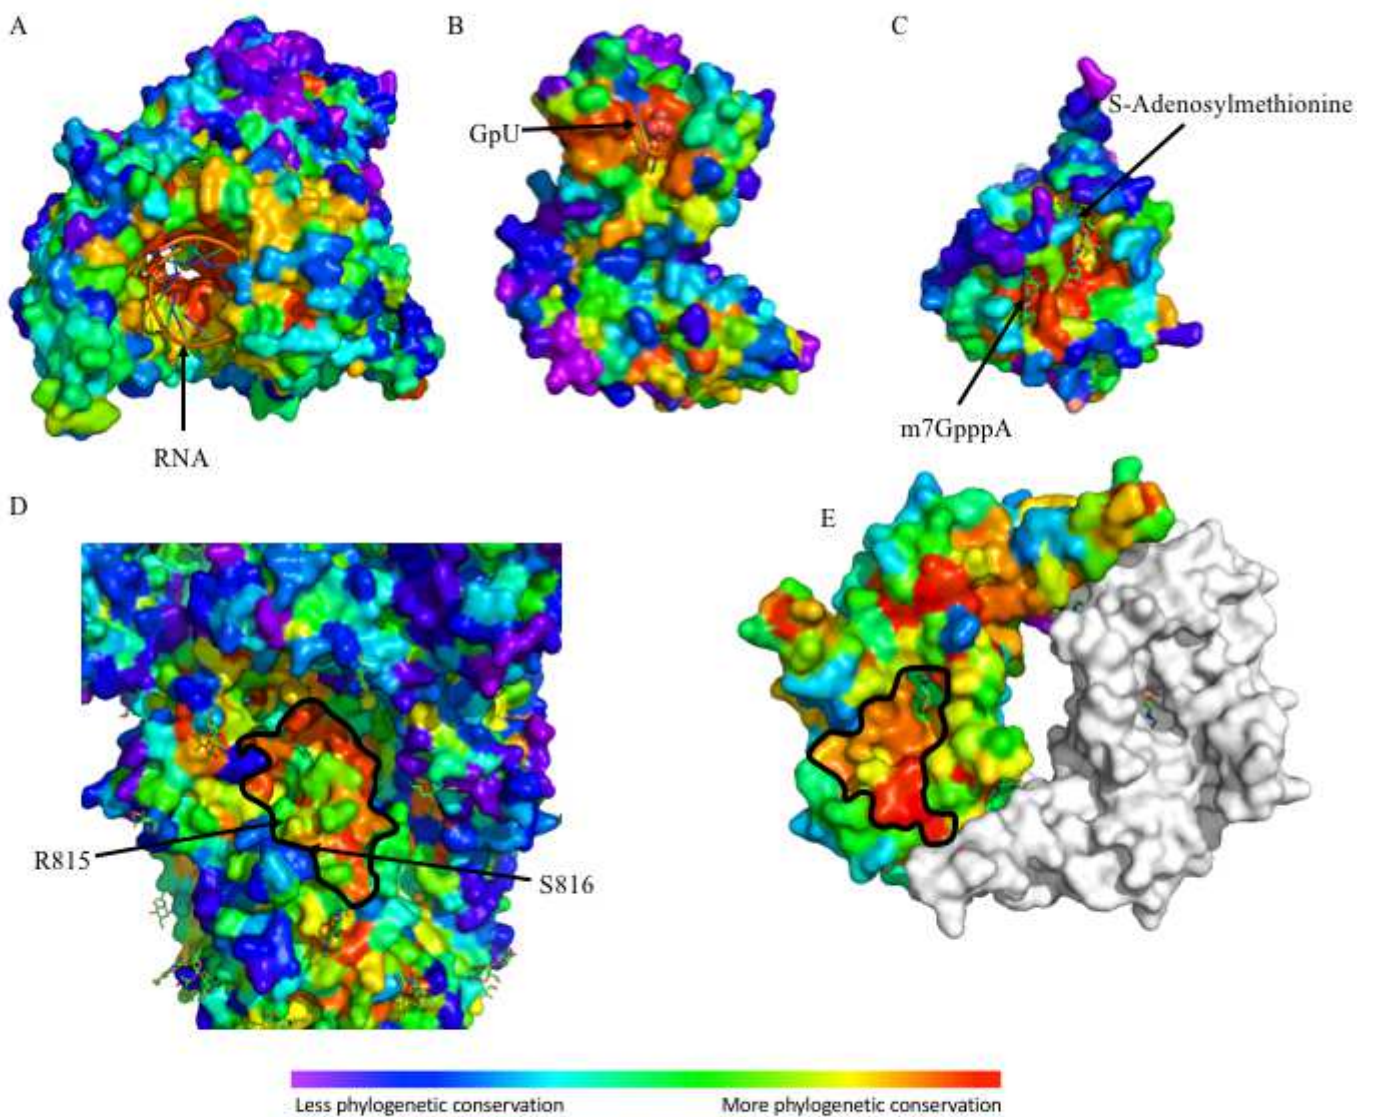 A
B
C
S-Adenosylmethionine
GpU
m7GpppA
RNA
D
E
R815
S816
Less phylogenetic conservation
More phylogenetic conservation